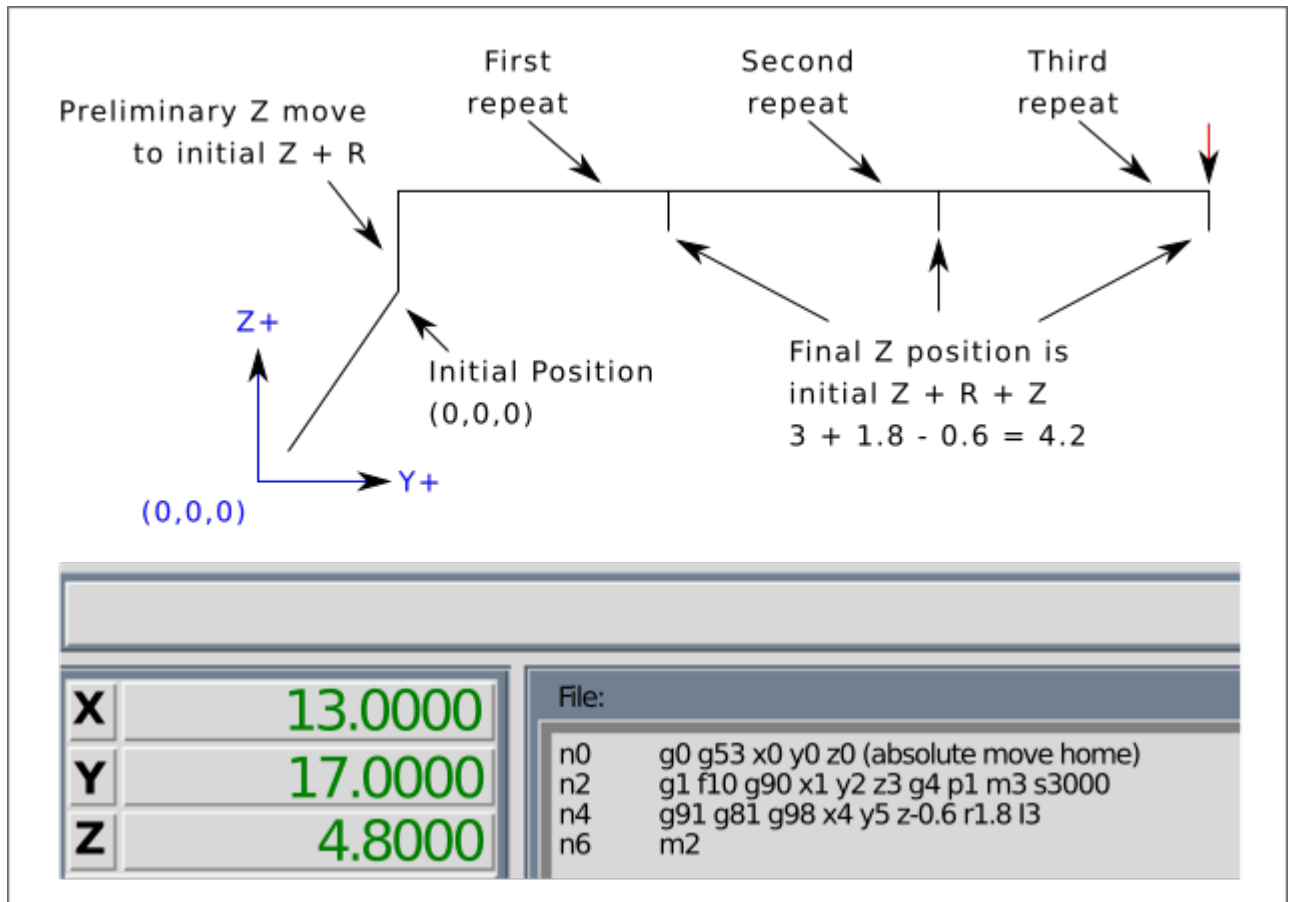 First
repeat
Second
repeat
Third
repeat
Preliminary Z move
to initial Z + R
Z+
Initial Position
(0,0,0)
Final Z position is
initial Z + R + Z
3 + 1.8 - 0.6 = 4.2
Y+
(0,0,0)
X 13.0000
Y 17.0000
Z 4.8000
File:
n0 g0 g53 x0 y0 z0 (absolute move home)
n2 g1 f10 g90 x1 y2 z3 g4 p1 m3 s3000
n4 g91 g81 g98 x4 y5 z-0.6 r1.8 l3
n6 m2